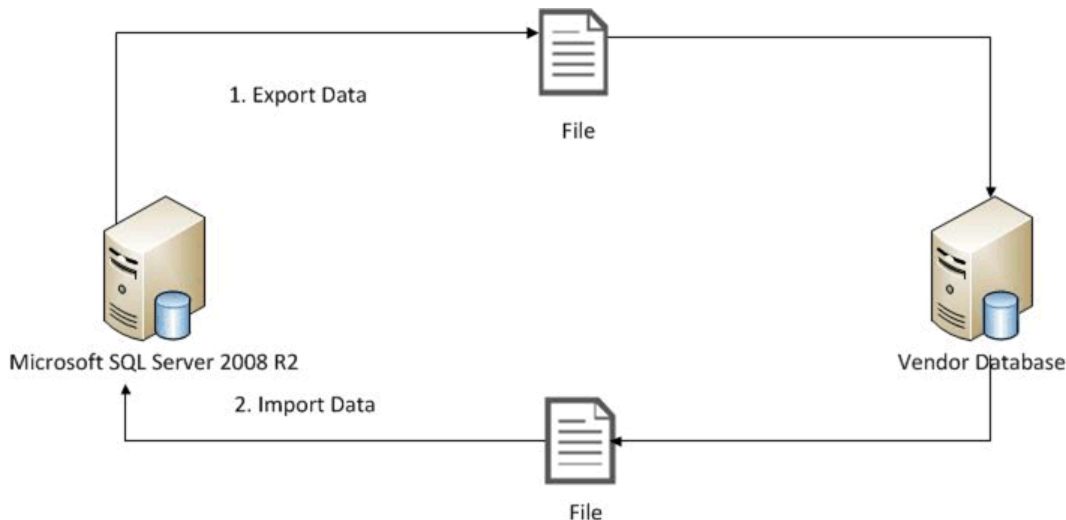 1. Export Data
File
Microsoft SQL Server 2008 R2
Vendor Database
2. Import Data
File